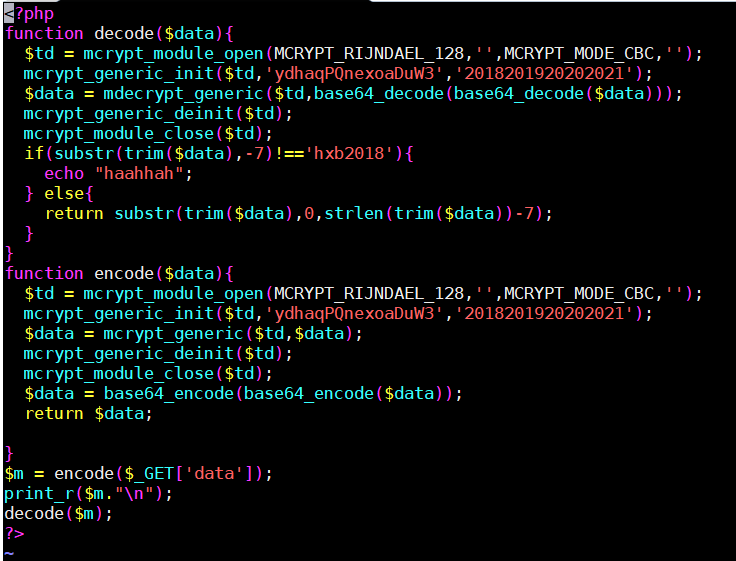 <?php
function decode($data){
  $td = mcrypt_module_open(MCRYPT_RIJNDAEL_128,'',MCRYPT_MODE_CBC,'');
  mcrypt_generic_init($td,'ydhaqPQnexoaDuW3','2018201920202021');
  $data = mdecrypt_generic($td,base64_decode(base64_decode($data)));
  mcrypt_generic_deinit($td);
  mcrypt_module_close($td);
  if(substr(trim($data),-7)!=='hxb2018'){
    echo "haahhah";
  } else{
    return substr(trim($data),0,strlen(trim($data))-7);
  }
}
function encode($data){
  $td = mcrypt_module_open(MCRYPT_RIJNDAEL_128,'',MCRYPT_MODE_CBC,'');
  mcrypt_generic_init($td,'ydhaqPQnexoaDuW3','2018201920202021');
  $data = mcrypt_generic($td,$data);
  mcrypt_generic_deinit($td);
  mcrypt_module_close($td);
  $data = base64_encode(base64_encode($data));
  return $data;

}
$m = encode($_GET['data']);
print_r($m."\n");
decode($m);
?>
~